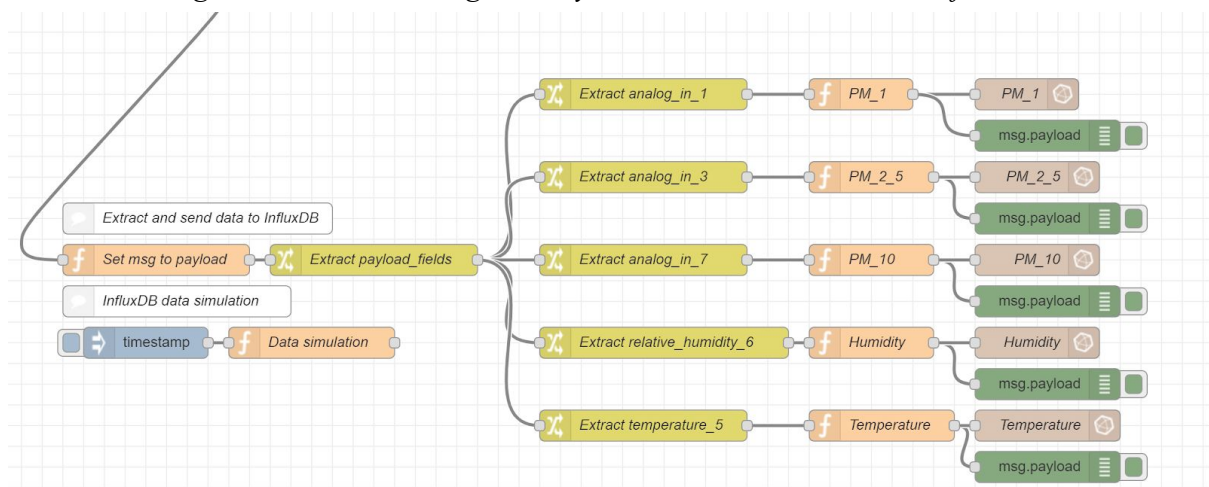 Extract analog_in_1
PM_1
PM_1
msg.payload
Extract analog_in_3
PM_2_5
PM_2_5
msg.payload
Extract and send data to InfluxDB
Set msg to payload
Extract payload_fields
Extract analog_in_7
PM_10
PM_10
msg.payload
InfluxDB data simulation
timestamp
Data simulation
Extract relative_humidity_6
Humidity
Humidity
msg.payload
Extract temperature_5
Temperature
Temperature
msg.payload